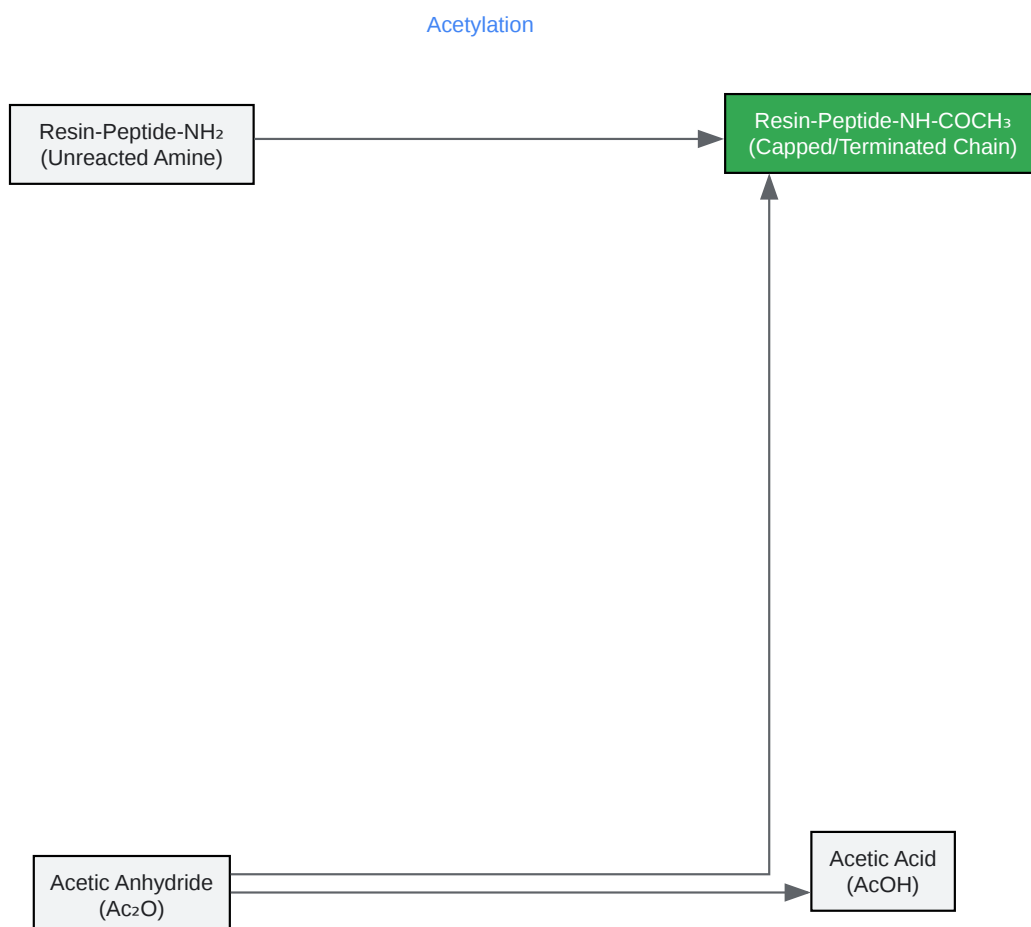 Acetylation
Resin-Peptide-NH₂
(Unreacted Amine)
Resin-Peptide-NH-COCH₃
(Capped/Terminated Chain)
Acetic Anhydride
(Ac₂O)
Acetic Acid
(AcOH)